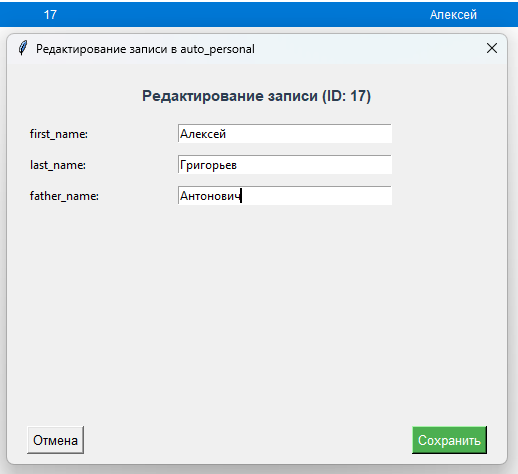 17 Алексей
Редактирование записи в auto_personal
Редактирование записи (ID: 17)
first_name: Алексей
last_name: Григорьев
father_name: Антонович
Отмена Сохранить